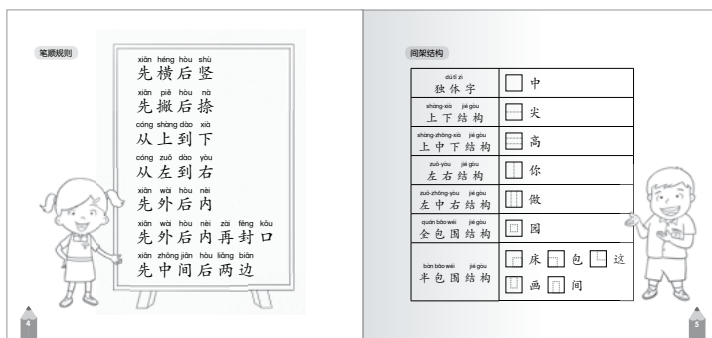 笔顺规则
xiān héng hòu shù
先横后竖
xiān piě hòu nà
先撇后捺
cóng shàng dào xià
从上到下
cóng zuǒ dào yòu
从左到右
xiān wài hòu nèi
先外后内
xiān wài hòu nèi zài fēng kǒu
先外后内再封口
xiān zhōng jiān hòu liǎng biān
先中间后两边
4
间架结构
dú tǐ zì
独体字 中
shàng-xià jié gòu
上下结构 尖
shàng-zhōng-xià jié gòu
上中下结构 高
zuǒ-yòu jié gòu
左右结构 你
zuǒ-zhōng-yòu jié gòu
左中右结构 做
quán bāo wéi jié gòu
全包围结构 园
bàn bāo wéi jié gòu
半包围结构 床 包 这
画 间
5